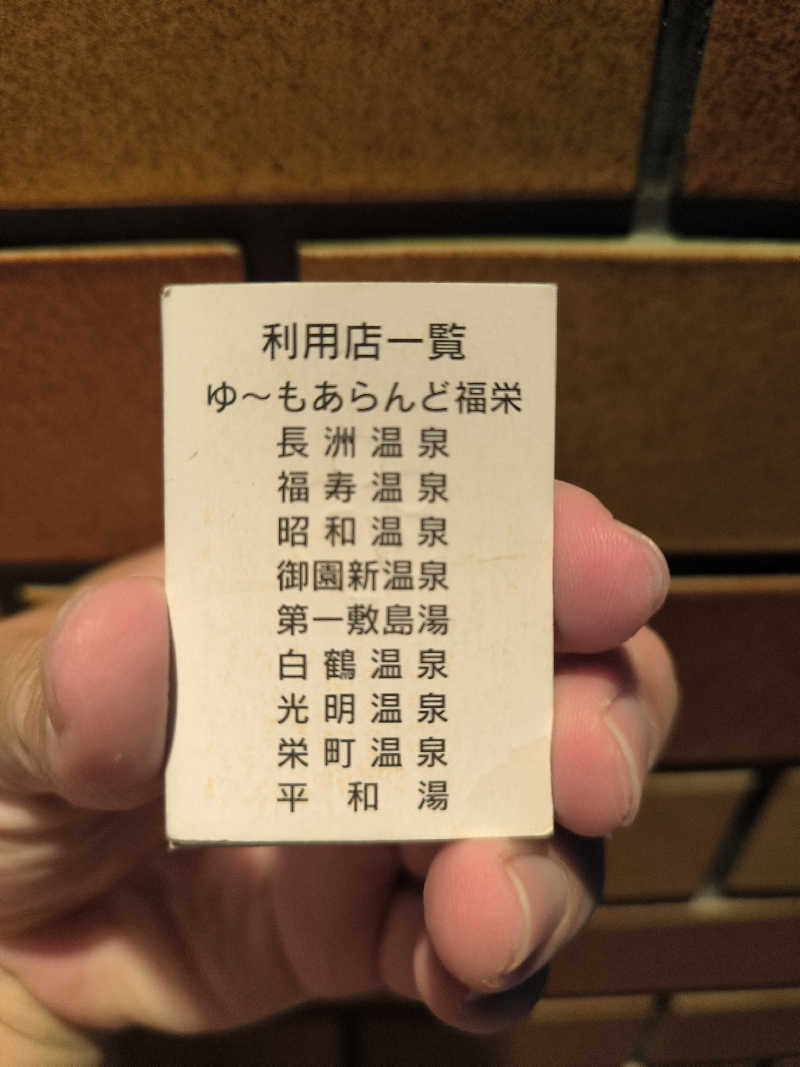 利用店一覧
ゆ～もあらんど福栄
長洲温泉
福寿温泉
昭和温泉
御園新温泉
第一敷島湯
白鶴温泉
光明温泉
栄町温泉
平和湯